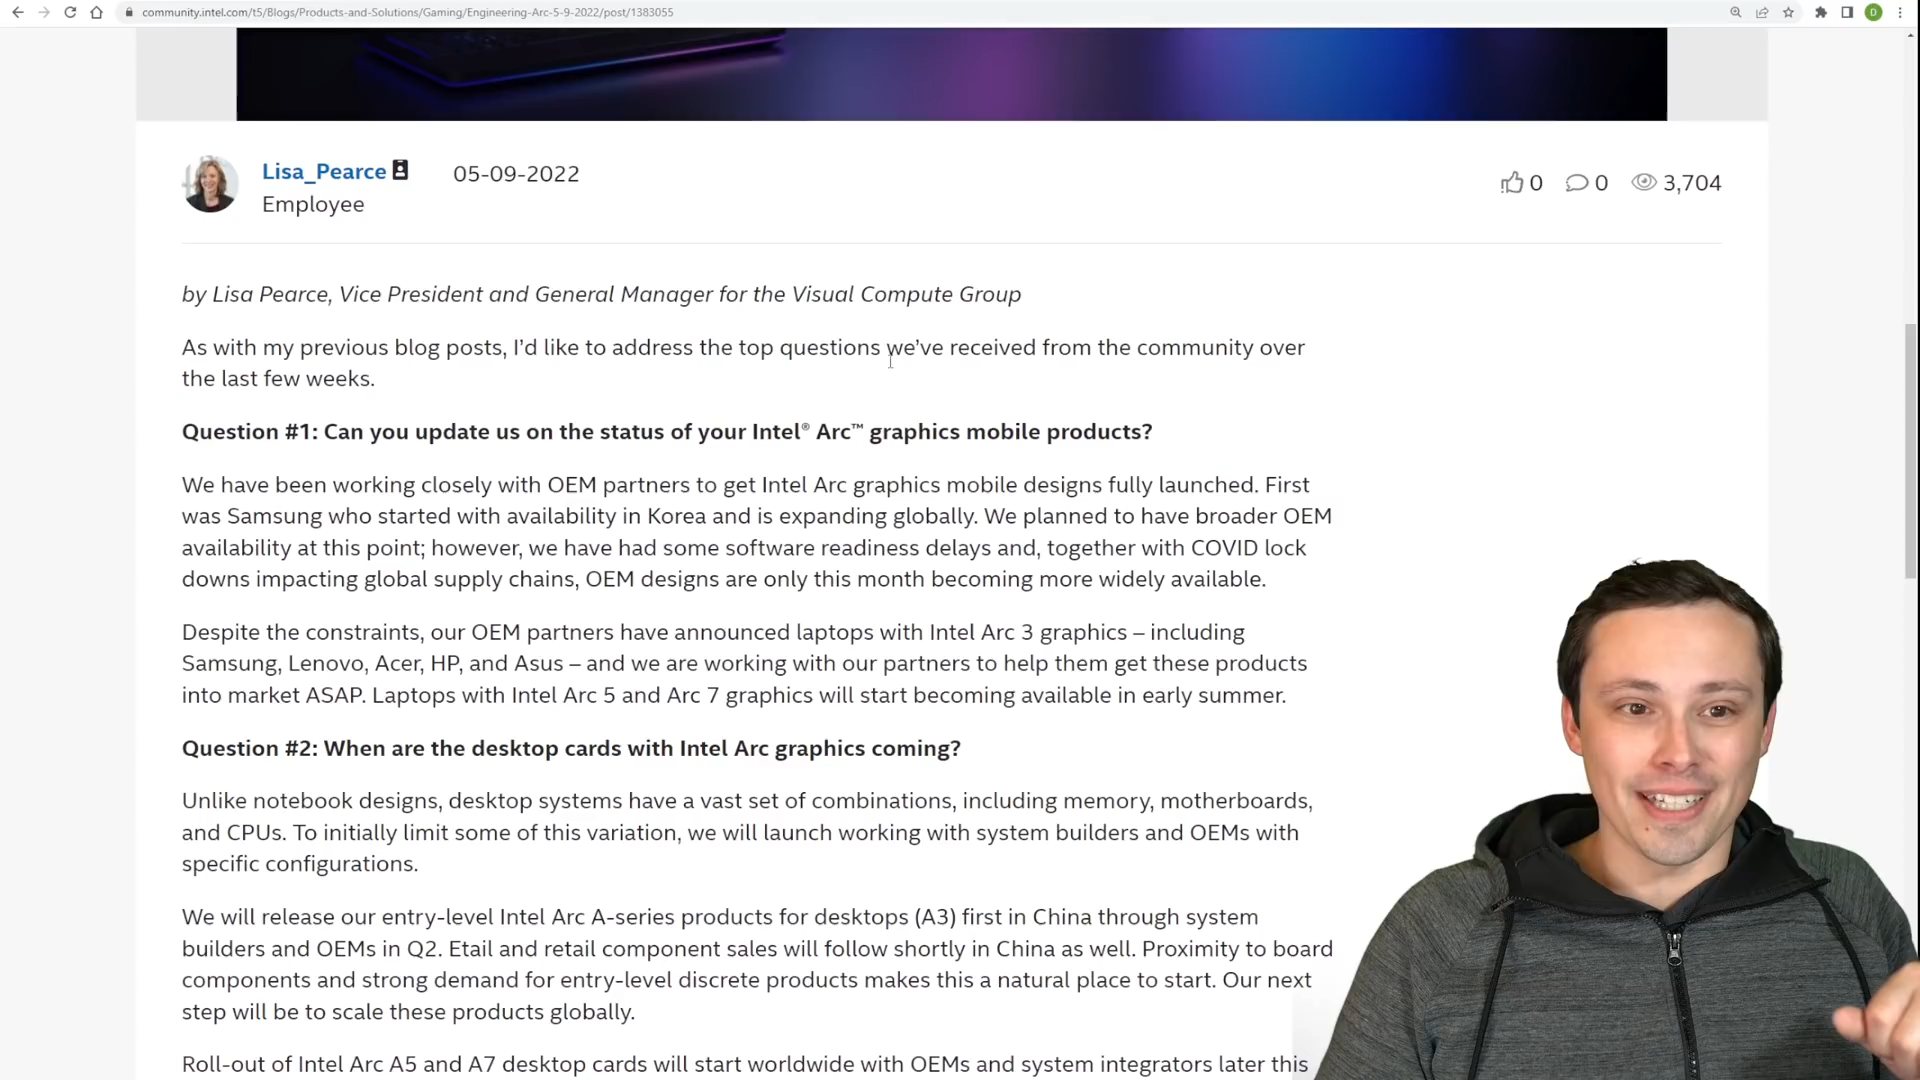 community.intel.com/t5/Blogs/Products-and-Solutions/Gaming/Engineering-Arc-5-9-2022/post/1383055
D
Lisa_Pearce
05-09-2022
Employee
0
0
3,704
by Lisa Pearce, Vice President and General Manager for the Visual Compute Group
As with my previous blog posts, I’d like to address the top questions we’ve received from the community over
the last few weeks.
Question #1: Can you update us on the status of your Intel® Arc™ graphics mobile products?
We have been working closely with OEM partners to get Intel Arc graphics mobile designs fully launched. First
was Samsung who started with availability in Korea and is expanding globally. We planned to have broader OEM
availability at this point; however, we have had some software readiness delays and, together with COVID lock
downs impacting global supply chains, OEM designs are only this month becoming more widely available.
Despite the constraints, our OEM partners have announced laptops with Intel Arc 3 graphics – including
Samsung, Lenovo, Acer, HP, and Asus – and we are working with our partners to help them get these products
into market ASAP. Laptops with Intel Arc 5 and Arc 7 graphics will start becoming available in early summer.
Question #2: When are the desktop cards with Intel Arc graphics coming?
Unlike notebook designs, desktop systems have a vast set of combinations, including memory, motherboards,
and CPUs. To initially limit some of this variation, we will launch working with system builders and OEMs with
specific configurations.
We will release our entry-level Intel Arc A-series products for desktops (A3) first in China through system
builders and OEMs in Q2. Etail and retail component sales will follow shortly in China as well. Proximity to board
components and strong demand for entry-level discrete products makes this a natural place to start. Our next
step will be to scale these products globally.
Roll-out of Intel Arc A5 and A7 desktop cards will start worldwide with OEMs and system integrators later this